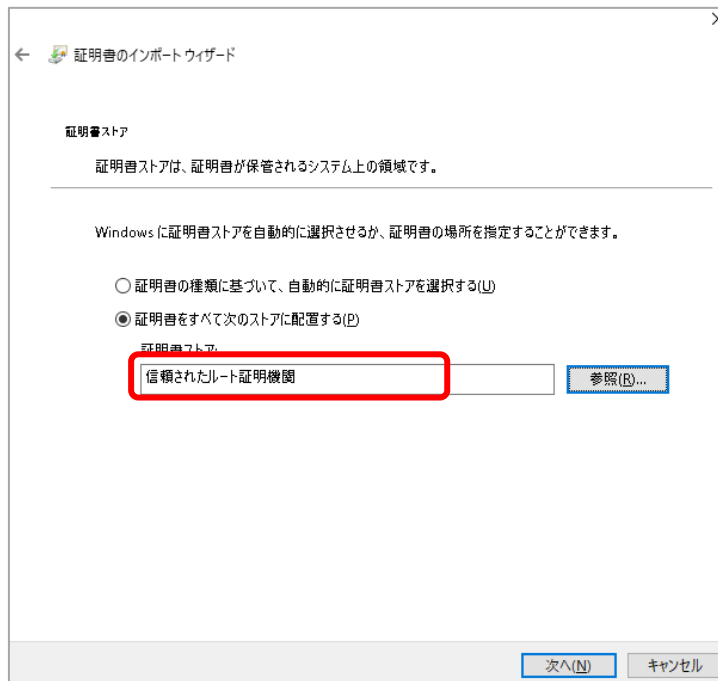 証明書のインポート ウィザード
証明書ストア
証明書ストアは、証明書が保管されるシステム上の領域です。
Windows に証明書ストアを自動的に選択させるか、証明書の場所を指定することができます。
証明書の種類に基づいて、自動的に証明書ストアを選択する(U)
証明書をすべて次のストアに配置する(P)
証明書ストア:
信頼されたルート証明機関
参照(R)...
次へ(N)
キャンセル